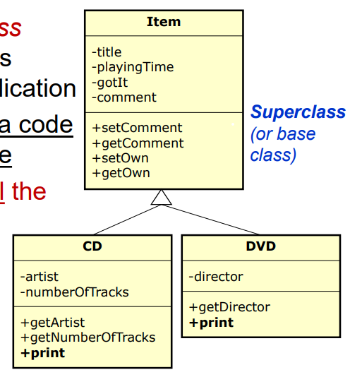 ss
s
lication
a code
e
l the
Item
-title
-playingTime
-gotIt
-comment
+setComment
+getComment
+setOwn
+getOwn
Superclass
(or base
class)
CD
-artist
-numberOfTracks
+getArtist
+getNumberOfTracks
+print
DVD
-director
+getDirector
+print